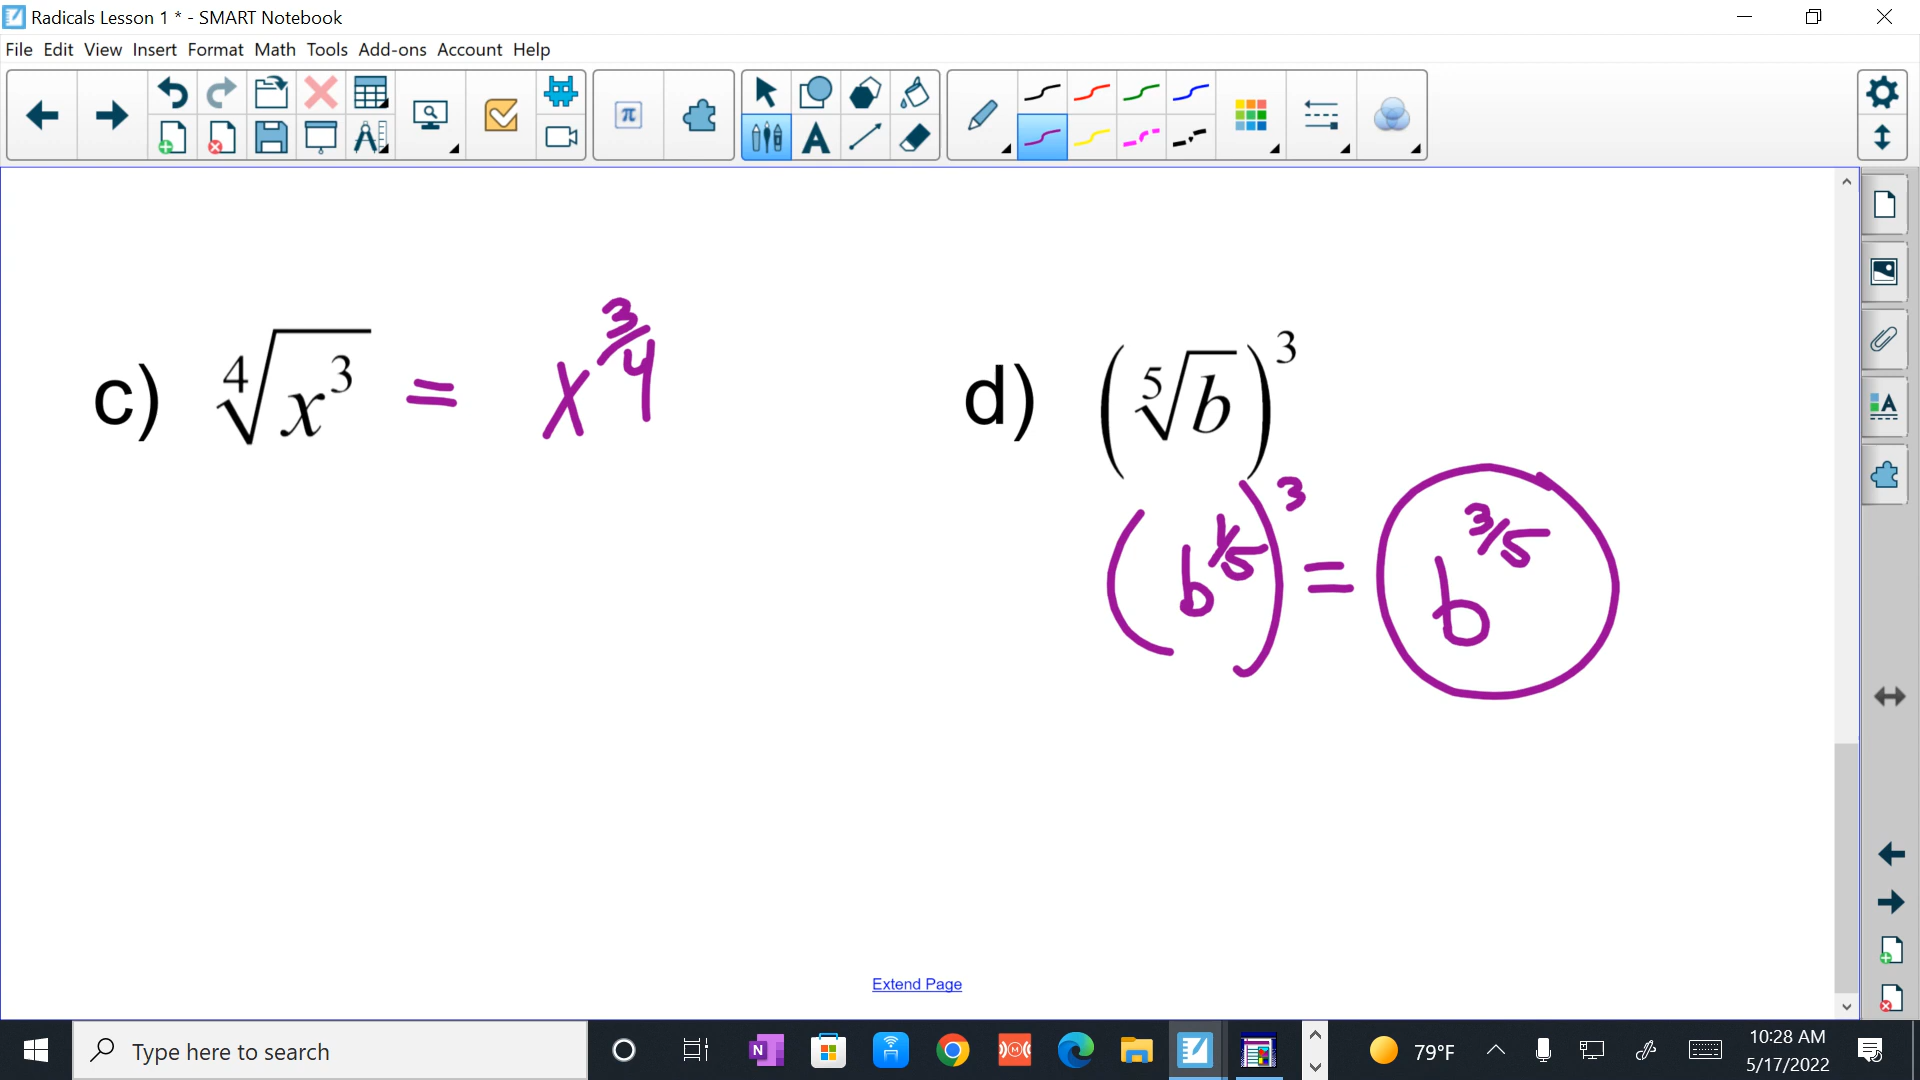 Radicals Lesson 1 * - SMART Notebook
File Edit View Insert Format Math Tools Add-ons Account Help
π
A
A
c) ⁴√x³ = x^3/4
d) (⁵√b)³
(b^1/5)³ = b^3/5
Extend Page
Type here to search
N
M
79°F
10:28 AM
5/17/2022